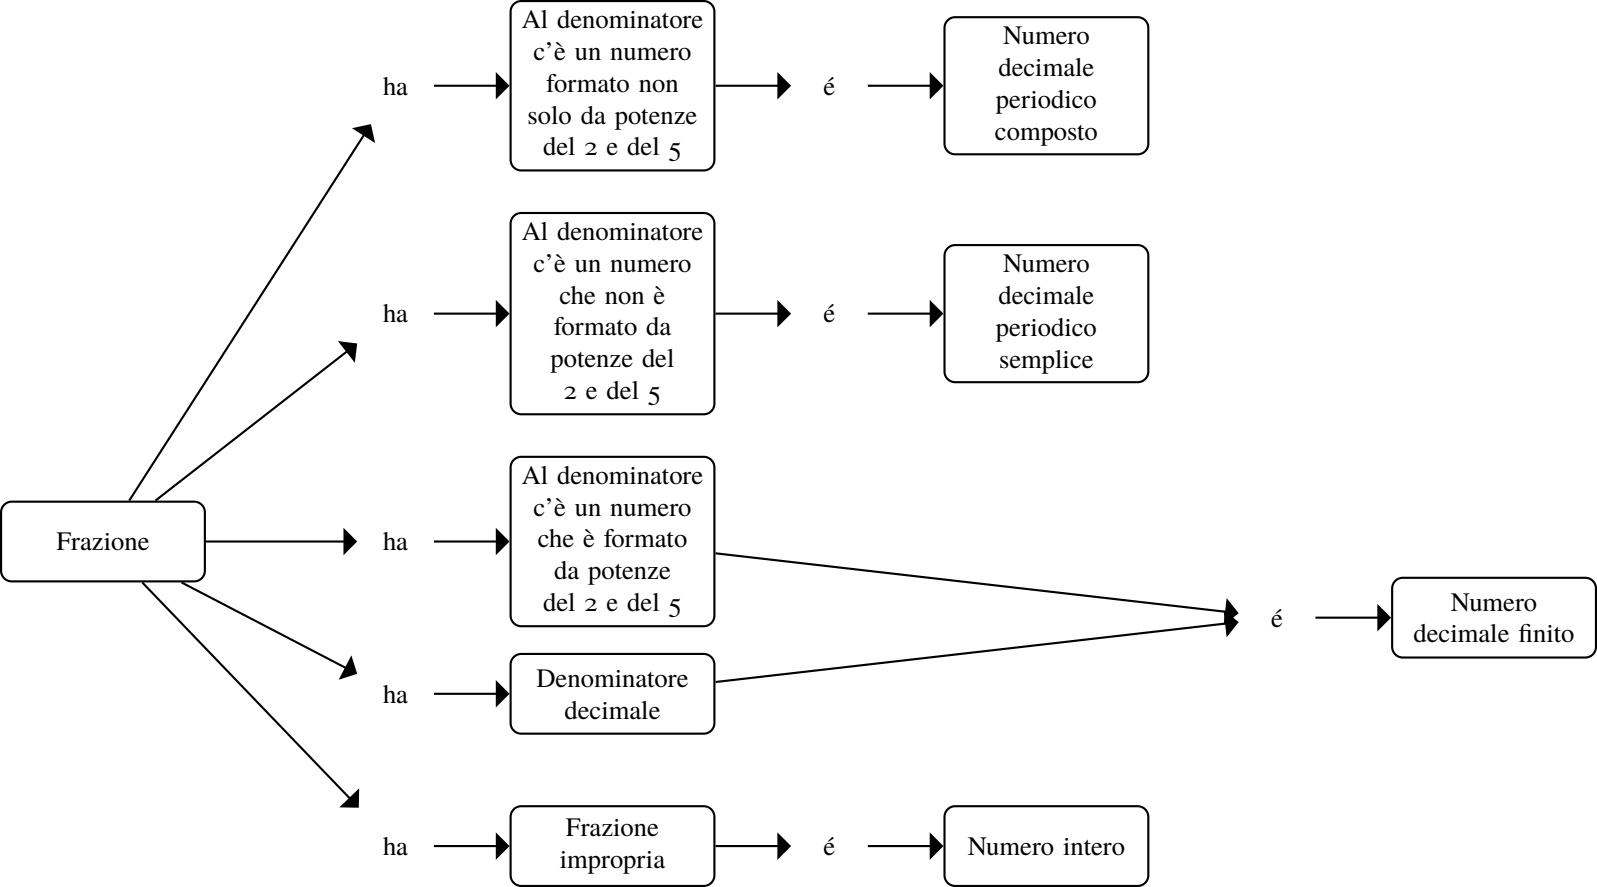 ha
Al denominatore
c'è un numero
formato non
solo da potenze
del 2 e del 5
é
Numero
decimale
periodico
composto
ha
Al denominatore
c'è un numero
che non è
formato da
potenze del
2 e del 5
é
Numero
decimale
periodico
semplice
Frazione
ha
Al denominatore
c'è un numero
che è formato
da potenze
del 2 e del 5
ha
Denominatore
decimale
é
Numero
decimale finito
ha
Frazione
impropria
é
Numero intero